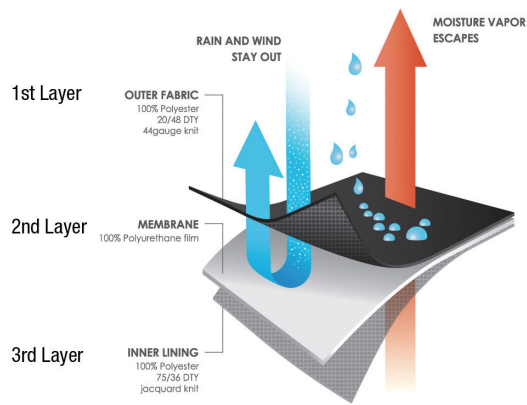 MOISTURE VAPOR
ESCAPES
RAIN AND WIND
STAY OUT
1st Layer
OUTER FABRIC
100% Polyester
20/48 DTY
44gauge knit
2nd Layer
MEMBRANE
100% Polyurethane film
3rd Layer
INNER LINING
100% Polyester
75/36 DTY
jacquard knit